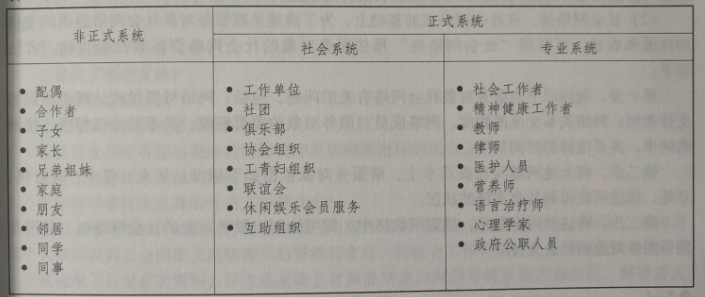 非正式系统
正式系统
社会系统
专业系统
● 配偶
● 合作者
● 子女
● 家长
● 兄弟姐妹
● 家庭
● 朋友
● 邻居
● 同学
● 同事
● 工作单位
● 社团
● 俱乐部
● 协会组织
● 工青妇组织
● 联谊会
● 休闲娱乐会员服务
● 互助组织
● 社会工作者
● 精神健康工作者
● 教师
● 律师
● 医护人员
● 营养师
● 语言治疗师
● 心理学家
● 政府公职人员